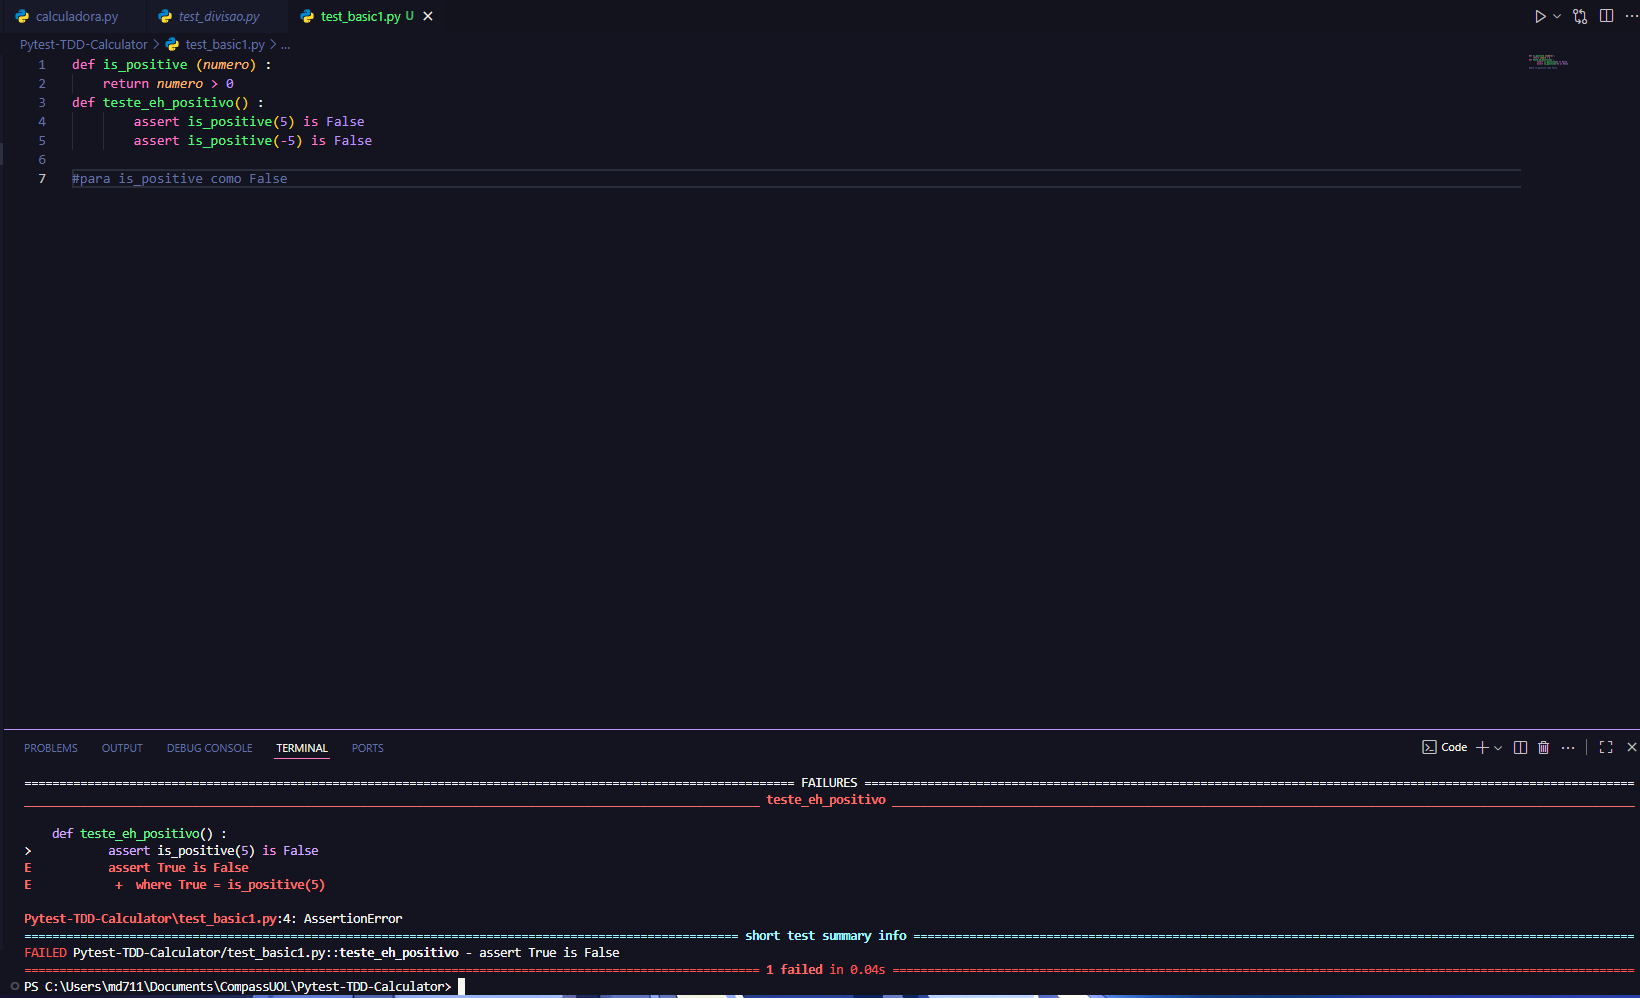 calculadora.py test_divisao.py test_basic1.py U
Pytest-TDD-Calculator > test_basic1.py > ...
1 def is_positive (numero) :
2     return numero > 0
3 def teste_eh_positivo() :
4         assert is_positive(5) is False
5         assert is_positive(-5) is False
6
7 #para is_positive como False
PROBLEMS OUTPUT DEBUG CONSOLE TERMINAL PORTS Code
FAILURES
teste_eh_positivo
def teste_eh_positivo() :
>           assert is_positive(5) is False
E           assert True is False
E            +  where True = is_positive(5)
Pytest-TDD-Calculator\test_basic1.py:4: AssertionError
short test summary info
FAILED Pytest-TDD-Calculator/test_basic1.py::teste_eh_positivo - assert True is False
1 failed in 0.04s
PS C:\Users\md711\Documents\CompassUOL\Pytest-TDD-Calculator>